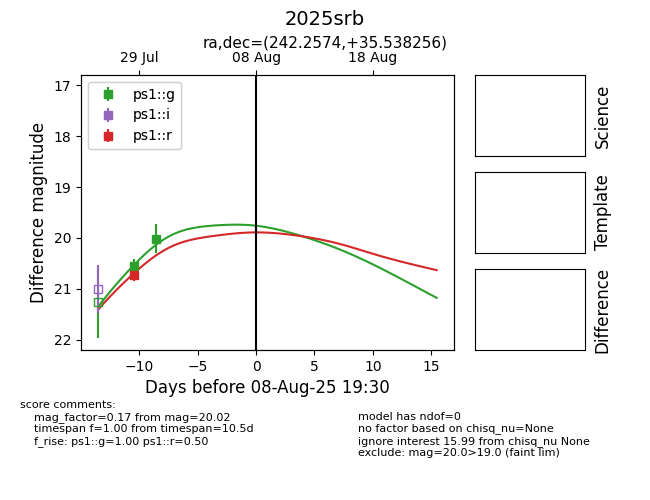 2025srb
ra,dec=(242.2574,+35.538256)
29 Jul
08 Aug
18 Aug
ps1::g
ps1::i
ps1::r
17
18
19
20
21
22
Difference magnitude
−10
−5
0
5
10
15
Days before 08-Aug-25 19:30
Science
Template
Difference
score comments:
mag_factor=0.17 from mag=20.02
timespan f=1.00 from timespan=10.5d
f_rise: ps1::g=1.00 ps1::r=0.50
model has ndof=0
no factor based on chisq_nu=None
ignore interest 15.99 from chisq_nu None
exclude: mag=20.0>19.0 (faint lim)